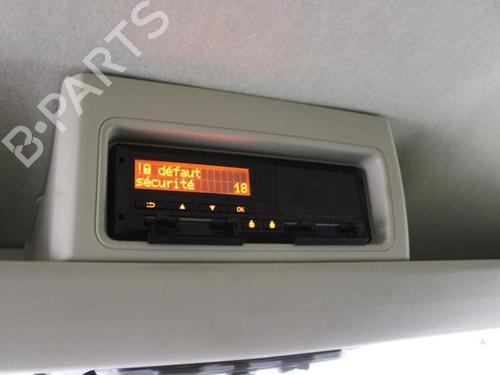 B-PARTS
! défaut
sécurité 18
OK